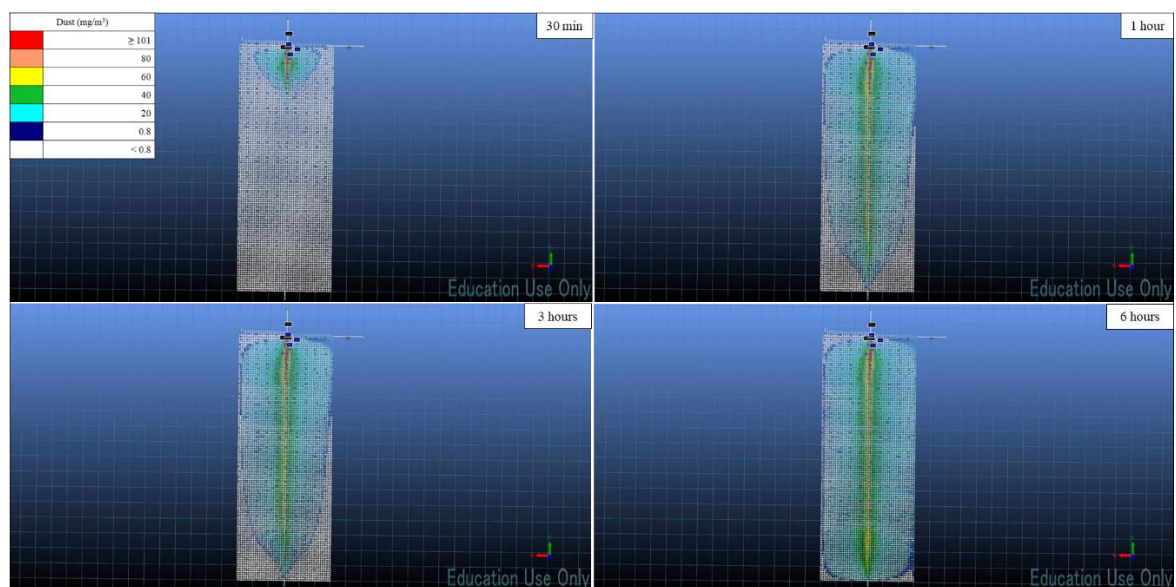 Dust (mg/m³)
≥ 101
80
60
40
20
0.8
< 0.8
30 min
Education Use Only
1 hour
Education Use Only
3 hours
Education Use Only
6 hours
Education Use Only